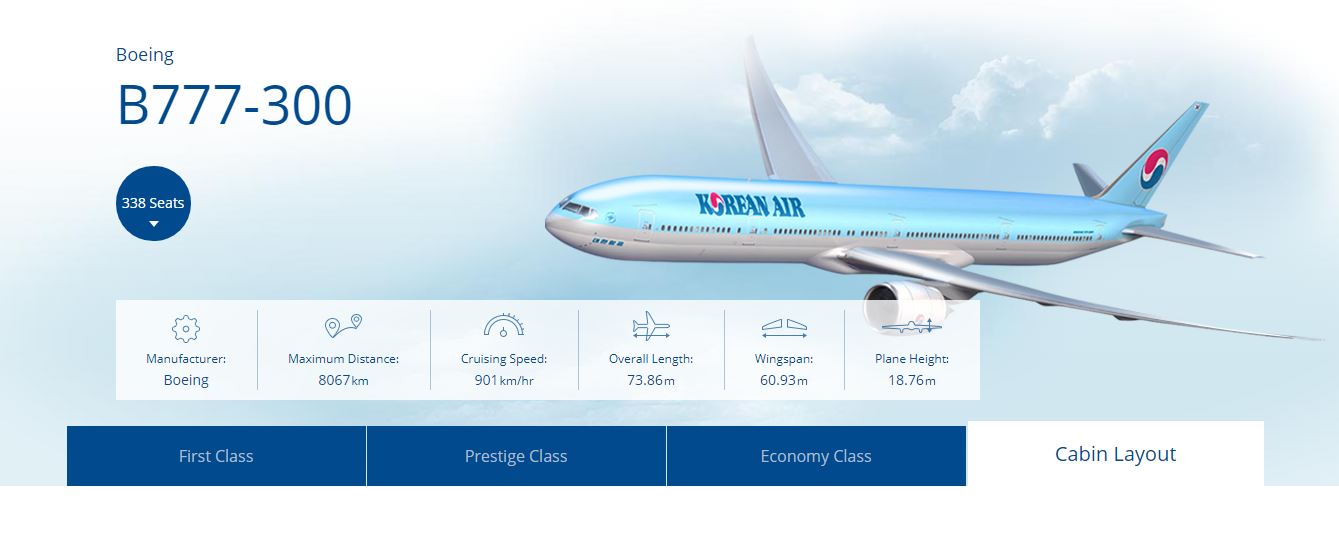 Boeing
B777-300
338 Seats
KOREAN AIR
Manufacturer:
Boeing
Maximum Distance:
8067km
Cruising Speed:
901km/hr
Overall Length:
73.86m
Wingspan:
60.93m
Plane Height:
18.76m
First Class
Prestige Class
Economy Class
Cabin Layout